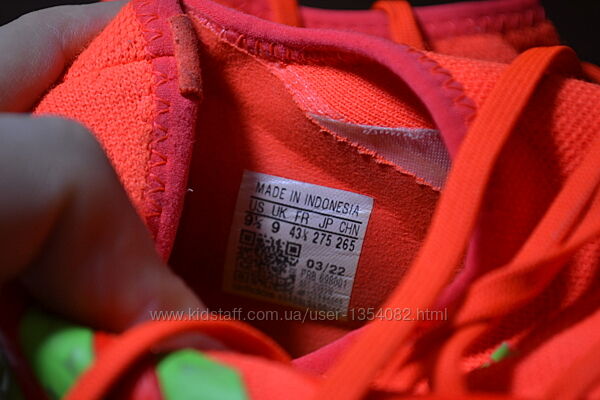 MADE IN INDONESIA
US UK FR JP CHN
9½ 9 43⅓ 275 265
03/22
www.kidstaff.com.ua/user-1354082.html